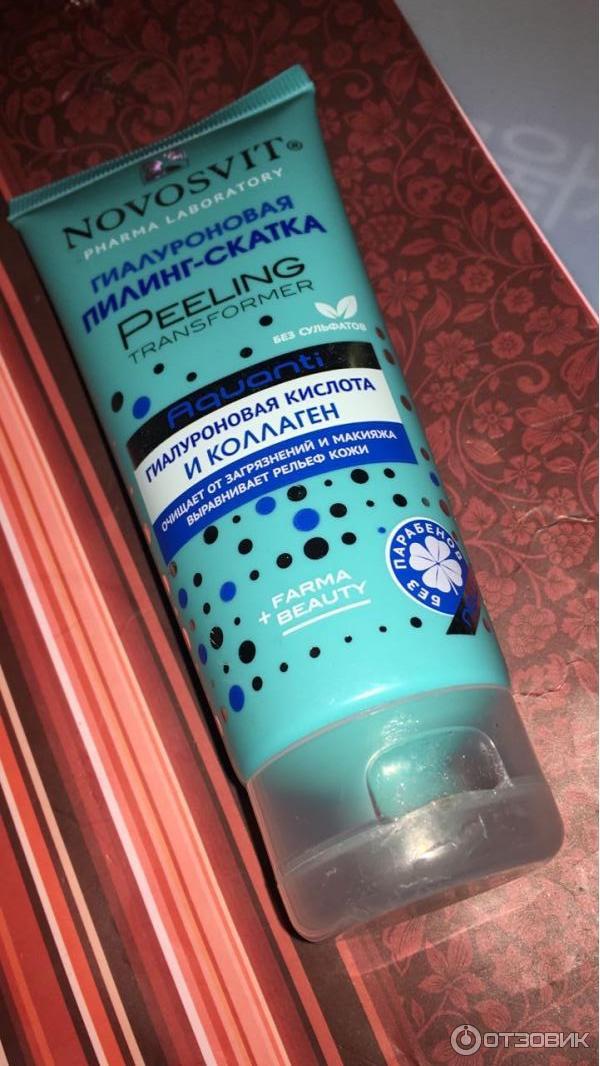 NOVOSVIT®
PHARMA LABORATORY
ГИАЛУРОНОВАЯ
ПИЛИНГ-СКАТКА
PEELING
TRANSFORMER
БЕЗ СУЛЬФАТОВ
Aquanti
ГИАЛУРОНОВАЯ КИСЛОТА
И КОЛЛАГЕН
ОЧИЩАЕТ ОТ ЗАГРЯЗНЕНИЙ И МАКИЯЖА
ВЫРАВНИВАЕТ РЕЛЬЕФ КОЖИ
БЕЗ ПАРАБЕНОВ
FARMA
+ BEAUTY
ОТЗОВИК